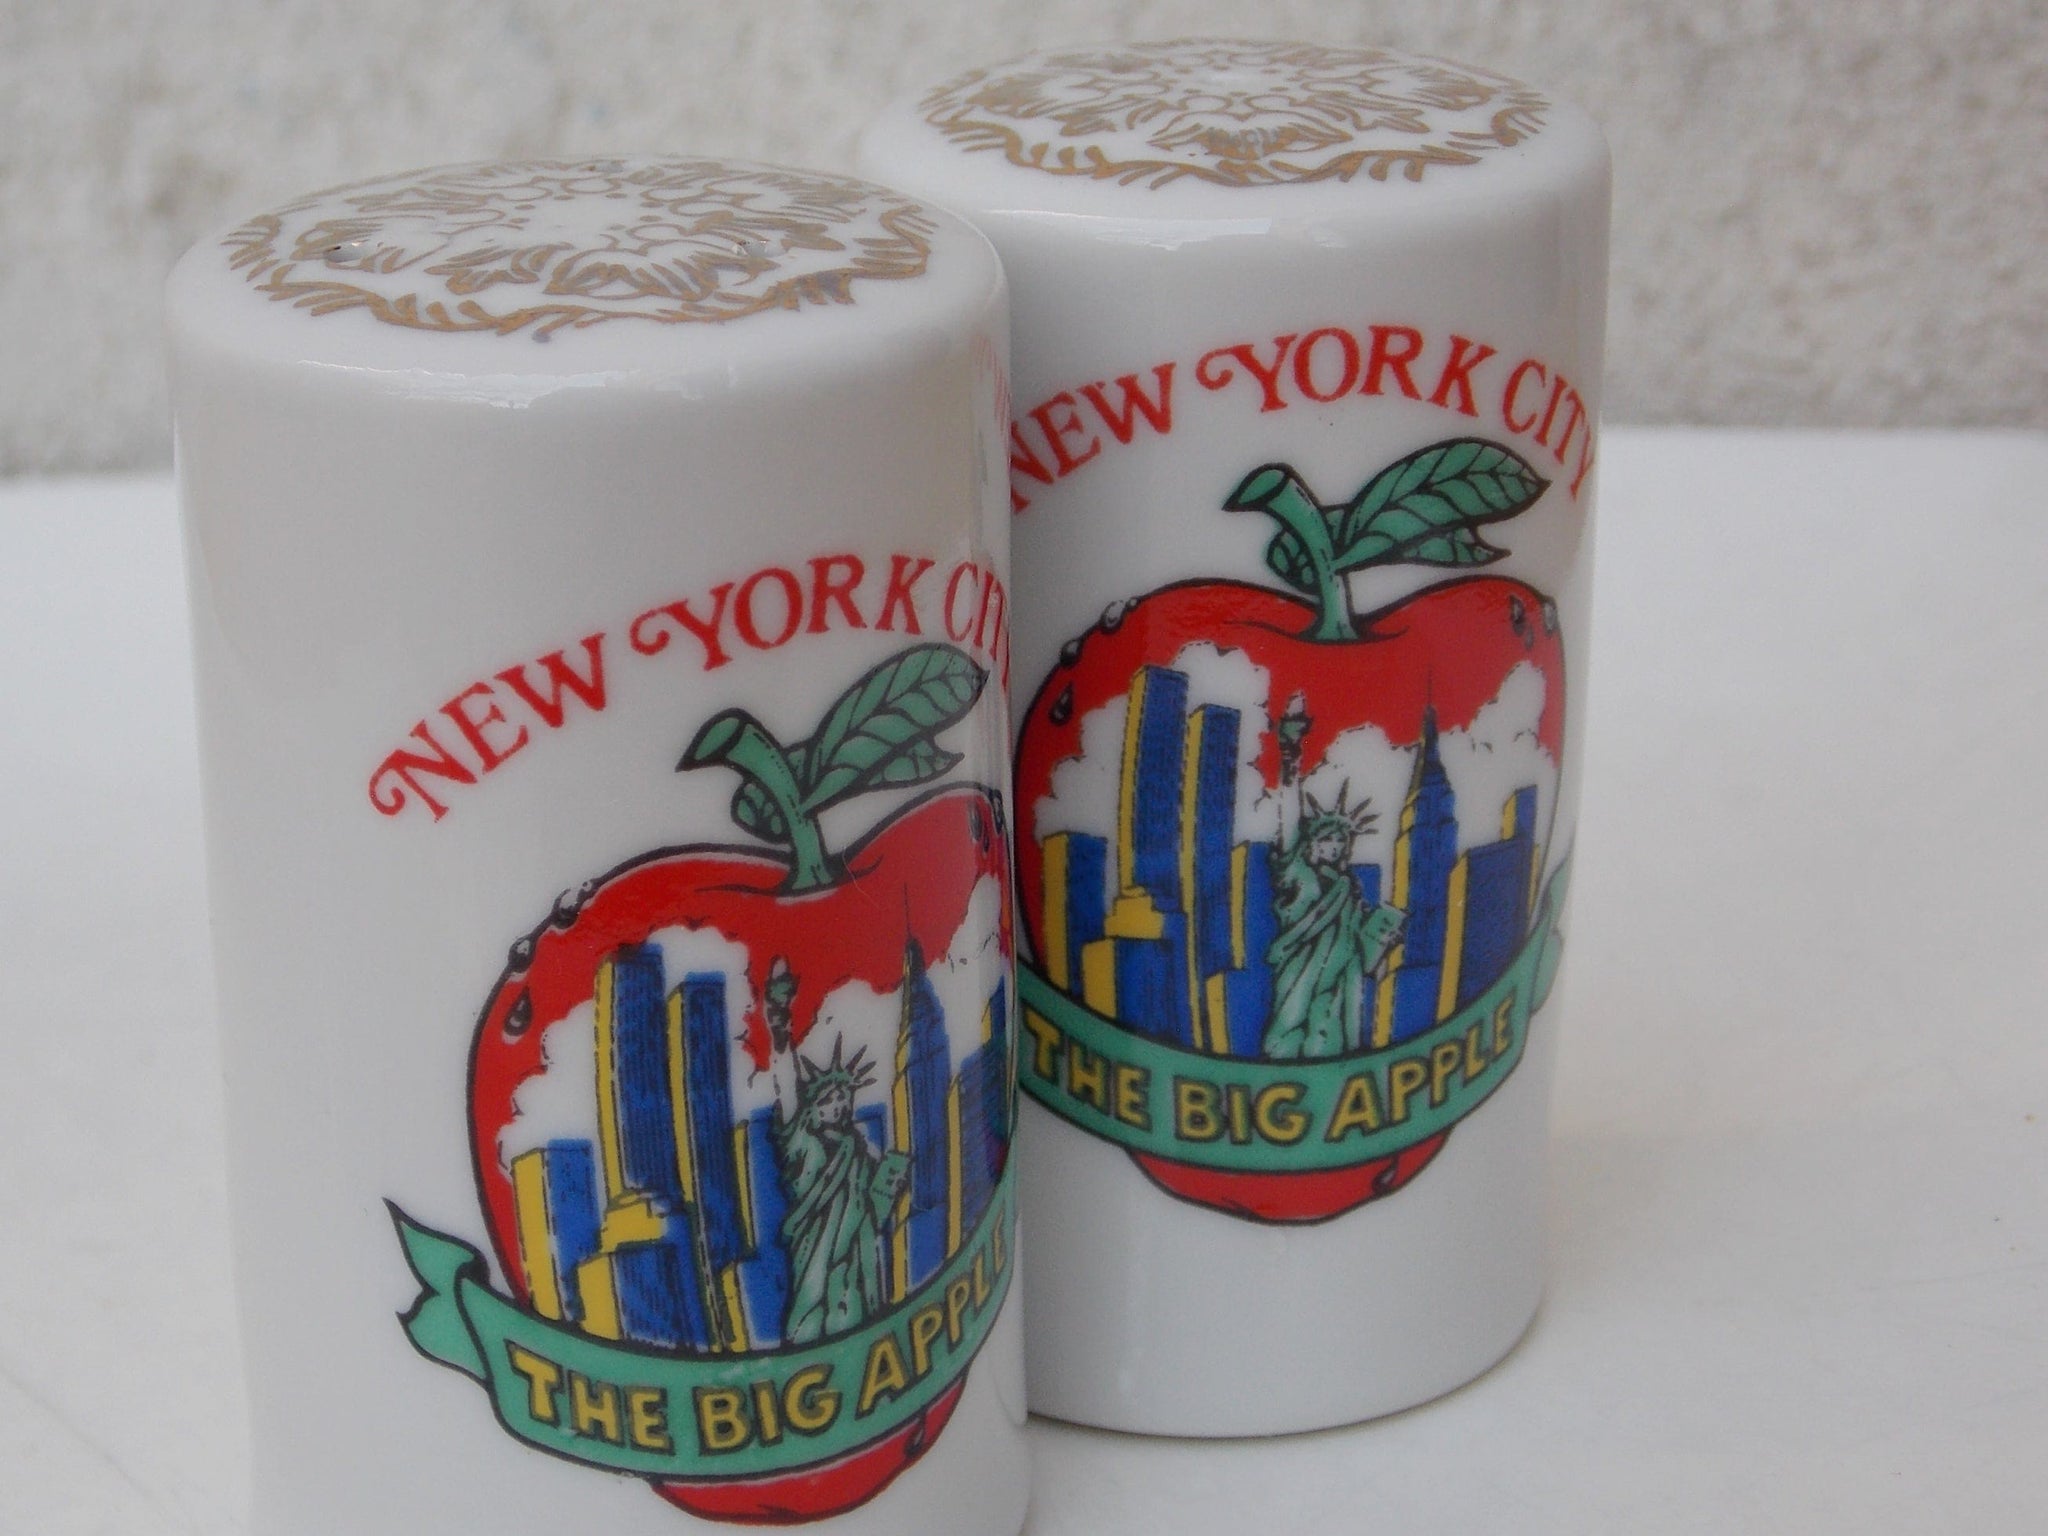 NEW YORK CITY
THE BIG APPLE
NEW YORK CITY
THE BIG APPLE